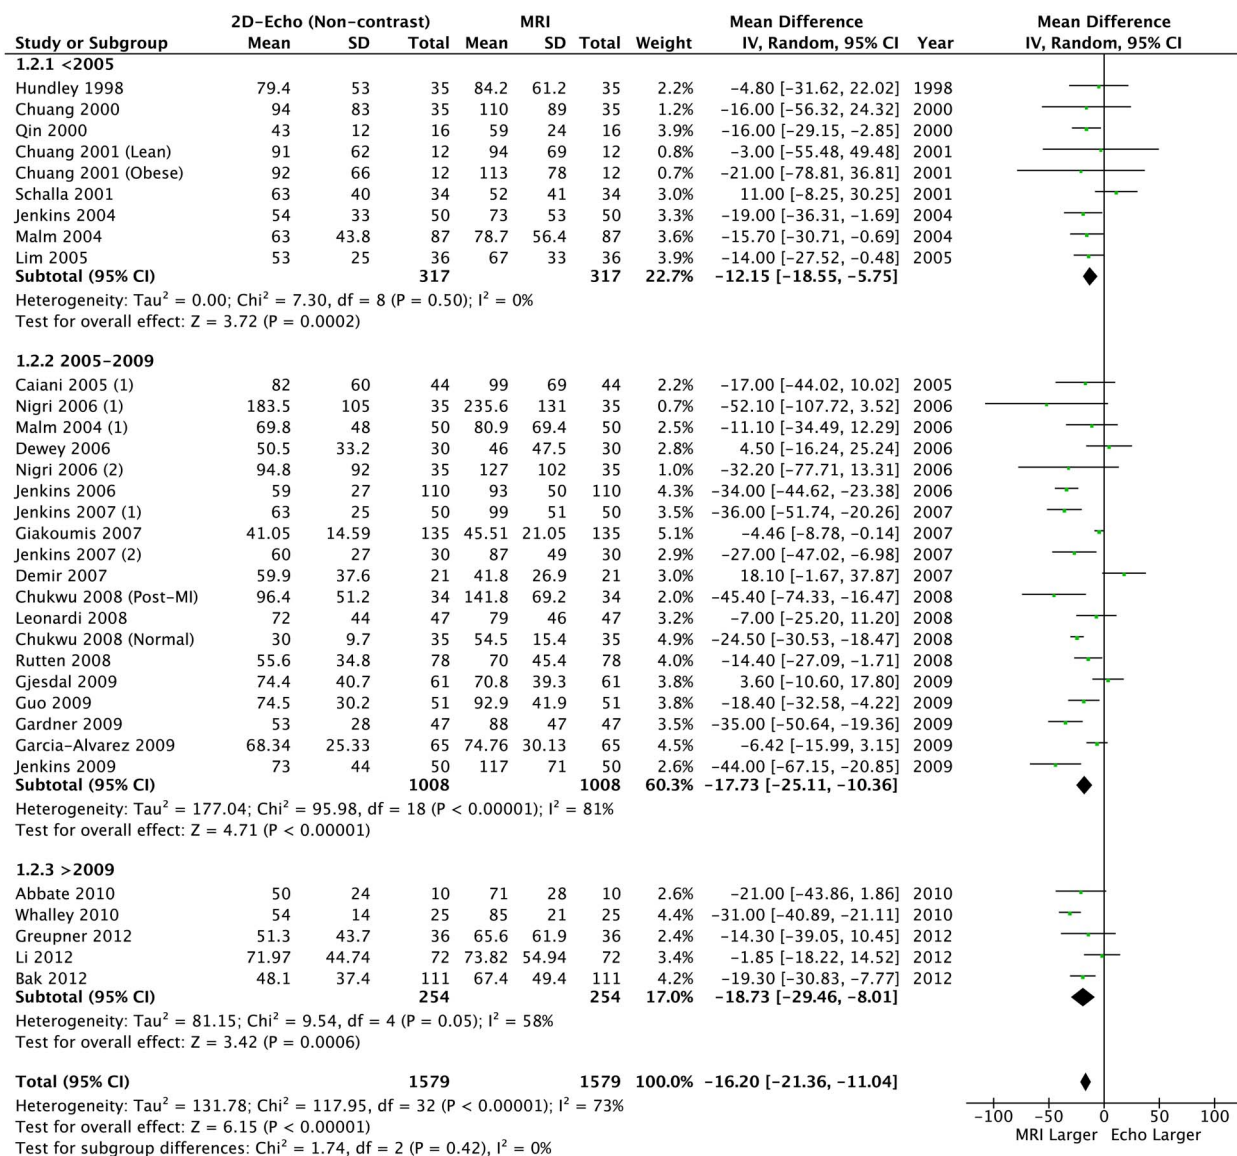 2D-Echo (Non-contrast) MRI Mean Difference Mean Difference
Study or Subgroup Mean SD Total Mean SD Total Weight IV, Random, 95% CI Year IV, Random, 95% CI
1.2.1 <2005
Hundley 1998 79.4 53 35 84.2 61.2 35 2.2% -4.80 [-31.62, 22.02] 1998
Chuang 2000 94 83 35 110 89 35 1.2% -16.00 [-56.32, 24.32] 2000
Qin 2000 43 12 16 59 24 16 3.9% -16.00 [-29.15, -2.85] 2000
Chuang 2001 (Lean) 91 62 12 94 69 12 0.8% -3.00 [-55.48, 49.48] 2001
Chuang 2001 (Obese) 92 66 12 113 78 12 0.7% -21.00 [-78.81, 36.81] 2001
Schalla 2001 63 40 34 52 41 34 3.0% 11.00 [-8.25, 30.25] 2001
Jenkins 2004 54 33 50 73 53 50 3.3% -19.00 [-36.31, -1.69] 2004
Malm 2004 63 43.8 87 78.7 56.4 87 3.6% -15.70 [-30.71, -0.69] 2004
Lim 2005 53 25 36 67 33 36 3.9% -14.00 [-27.52, -0.48] 2005
Subtotal (95% CI) 317 317 22.7% -12.15 [-18.55, -5.75]
Heterogeneity: Tau² = 0.00; Chi² = 7.30, df = 8 (P = 0.50); I² = 0%
Test for overall effect: Z = 3.72 (P = 0.0002)
1.2.2 2005-2009
Caiani 2005 (1) 82 60 44 99 69 44 2.2% -17.00 [-44.02, 10.02] 2005
Nigri 2006 (1) 183.5 105 35 235.6 131 35 0.7% -52.10 [-107.72, 3.52] 2006
Malm 2004 (1) 69.8 48 50 80.9 69.4 50 2.5% -11.10 [-34.49, 12.29] 2006
Dewey 2006 50.5 33.2 30 46 47.5 30 2.8% 4.50 [-16.24, 25.24] 2006
Nigri 2006 (2) 94.8 92 35 127 102 35 1.0% -32.20 [-77.71, 13.31] 2006
Jenkins 2006 59 27 110 93 50 110 4.3% -34.00 [-44.62, -23.38] 2006
Jenkins 2007 (1) 63 25 50 99 51 50 3.5% -36.00 [-51.74, -20.26] 2007
Giakoumis 2007 41.05 14.59 135 45.51 21.05 135 5.1% -4.46 [-8.78, -0.14] 2007
Jenkins 2007 (2) 60 27 30 87 49 30 2.9% -27.00 [-47.02, -6.98] 2007
Demir 2007 59.9 37.6 21 41.8 26.9 21 3.0% 18.10 [-1.67, 37.87] 2007
Chukwu 2008 (Post-MI) 96.4 51.2 34 141.8 69.2 34 2.0% -45.40 [-74.33, -16.47] 2008
Leonardi 2008 72 44 47 79 46 47 3.2% -7.00 [-25.20, 11.20] 2008
Chukwu 2008 (Normal) 30 9.7 35 54.5 15.4 35 4.9% -24.50 [-30.53, -18.47] 2008
Rutten 2008 55.6 34.8 78 70 45.4 78 4.0% -14.40 [-27.09, -1.71] 2008
Gjesdal 2009 74.4 40.7 61 70.8 39.3 61 3.8% 3.60 [-10.60, 17.80] 2009
Guo 2009 74.5 30.2 51 92.9 41.9 51 3.8% -18.40 [-32.58, -4.22] 2009
Gardner 2009 53 28 47 88 47 47 3.5% -35.00 [-50.64, -19.36] 2009
Garcia-Alvarez 2009 68.34 25.33 65 74.76 30.13 65 4.5% -6.42 [-15.99, 3.15] 2009
Jenkins 2009 73 44 50 117 71 50 2.6% -44.00 [-67.15, -20.85] 2009
Subtotal (95% CI) 1008 1008 60.3% -17.73 [-25.11, -10.36]
Heterogeneity: Tau² = 177.04; Chi² = 95.98, df = 18 (P < 0.00001); I² = 81%
Test for overall effect: Z = 4.71 (P < 0.00001)
1.2.3 >2009
Abbate 2010 50 24 10 71 28 10 2.6% -21.00 [-43.86, 1.86] 2010
Whalley 2010 54 14 25 85 21 25 4.4% -31.00 [-40.89, -21.11] 2010
Greupner 2012 51.3 43.7 36 65.6 61.9 36 2.4% -14.30 [-39.05, 10.45] 2012
Li 2012 71.97 44.74 72 73.82 54.94 72 3.4% -1.85 [-18.22, 14.52] 2012
Bak 2012 48.1 37.4 111 67.4 49.4 111 4.2% -19.30 [-30.83, -7.77] 2012
Subtotal (95% CI) 254 254 17.0% -18.73 [-29.46, -8.01]
Heterogeneity: Tau² = 81.15; Chi² = 9.54, df = 4 (P = 0.05); I² = 58%
Test for overall effect: Z = 3.42 (P = 0.0006)
Total (95% CI) 1579 1579 100.0% -16.20 [-21.36, -11.04]
Heterogeneity: Tau² = 131.78; Chi² = 117.95, df = 32 (P < 0.00001); I² = 73%
Test for overall effect: Z = 6.15 (P < 0.00001)
Test for subgroup differences: Chi² = 1.74, df = 2 (P = 0.42), I² = 0%
-100 -50 0 50 100
MRI Larger Echo Larger